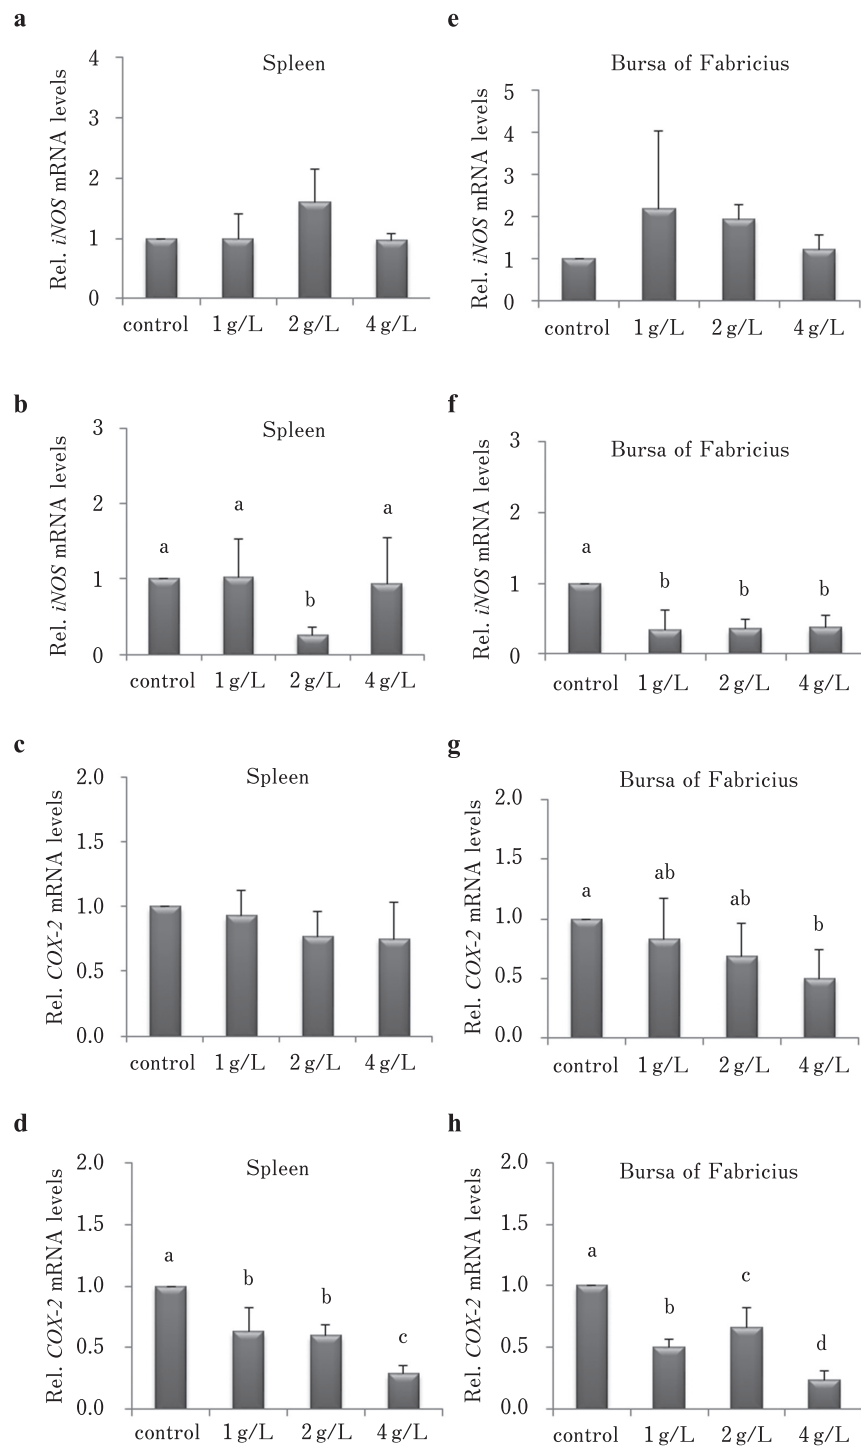 a
Spleen
Rel. iNOS mRNA levels
4
3
2
1
0
control 1 g/L 2 g/L 4 g/L
e
Bursa of Fabricius
Rel. iNOS mRNA levels
5
4
3
2
1
0
control 1 g/L 2 g/L 4 g/L
b
Spleen
Rel. iNOS mRNA levels
3
2
1
0
a a b a
control 1 g/L 2 g/L 4 g/L
f
Bursa of Fabricius
Rel. iNOS mRNA levels
3
2
1
0
a b b b
control 1 g/L 2 g/L 4 g/L
c
Spleen
Rel. COX-2 mRNA levels
2.0
1.5
1.0
0.5
0.0
control 1 g/L 2 g/L 4 g/L
g
Bursa of Fabricius
Rel. COX-2 mRNA levels
2.0
1.5
1.0
0.5
0.0
a ab ab b
control 1 g/L 2 g/L 4 g/L
d
Spleen
Rel. COX-2 mRNA levels
2.0
1.5
1.0
0.5
0.0
a b b c
control 1 g/L 2 g/L 4 g/L
h
Bursa of Fabricius
Rel. COX-2 mRNA levels
2.0
1.5
1.0
0.5
0.0
a b c d
control 1 g/L 2 g/L 4 g/L